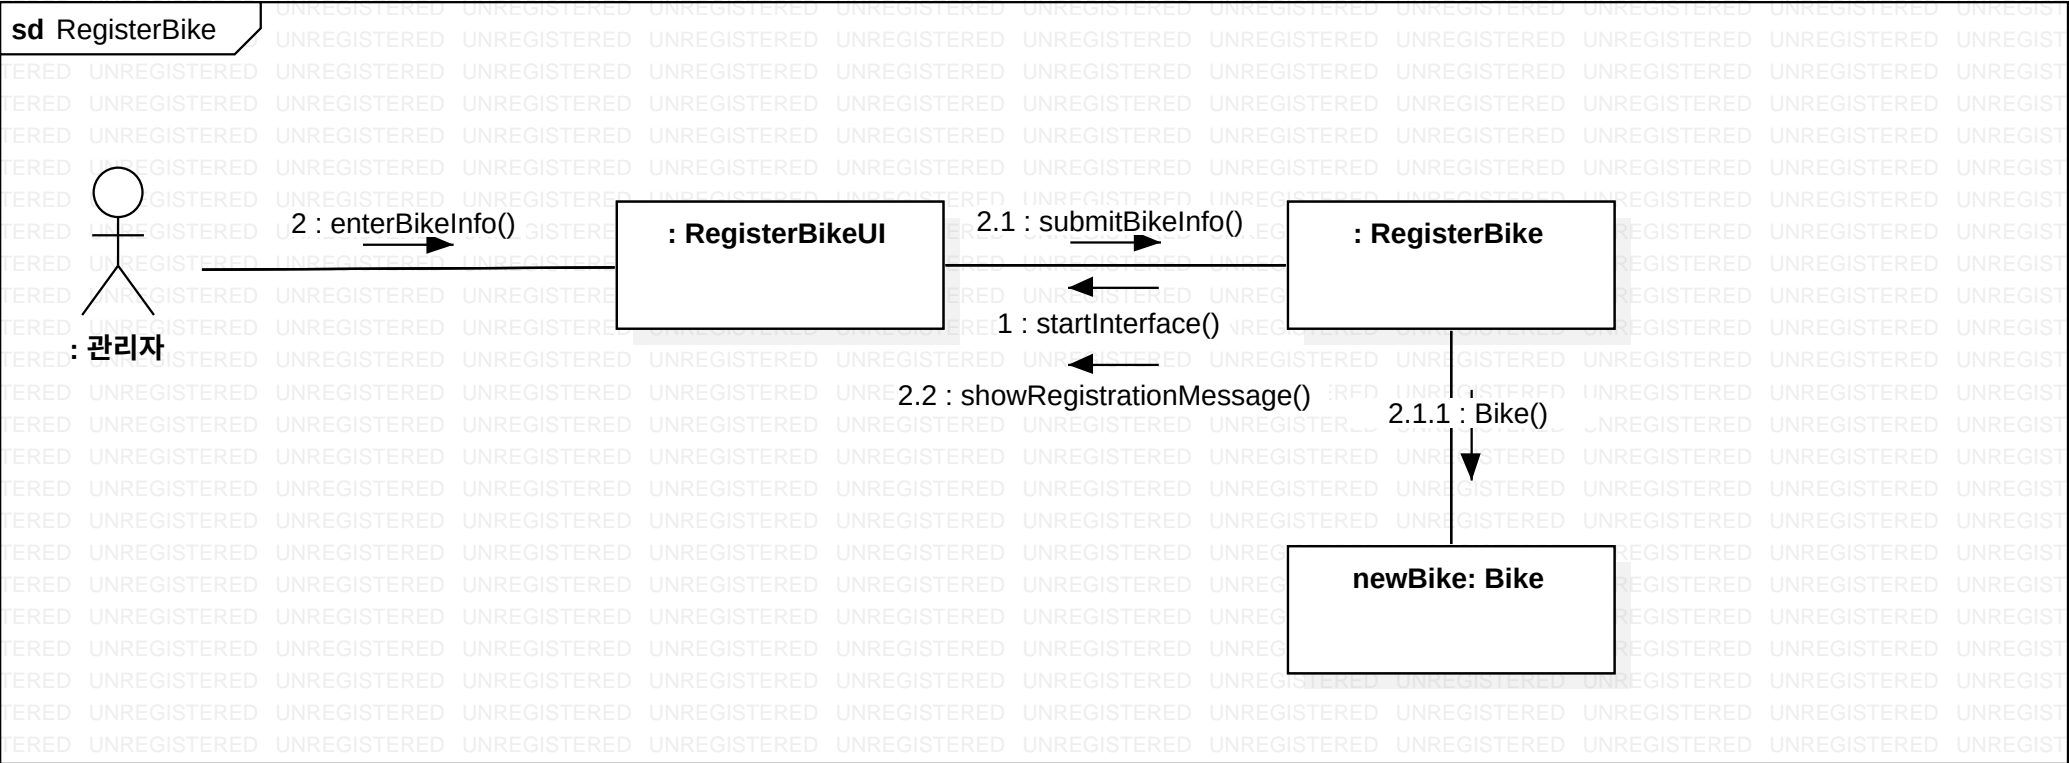 sd RegisterBike
2 : enterBikeInfo()
: RegisterBikeUI
2.1 : submitBikeInfo()
: RegisterBike
1 : startInterface()
: 관리자
2.2 : showRegistrationMessage()
2.1.1 : Bike()
newBike: Bike